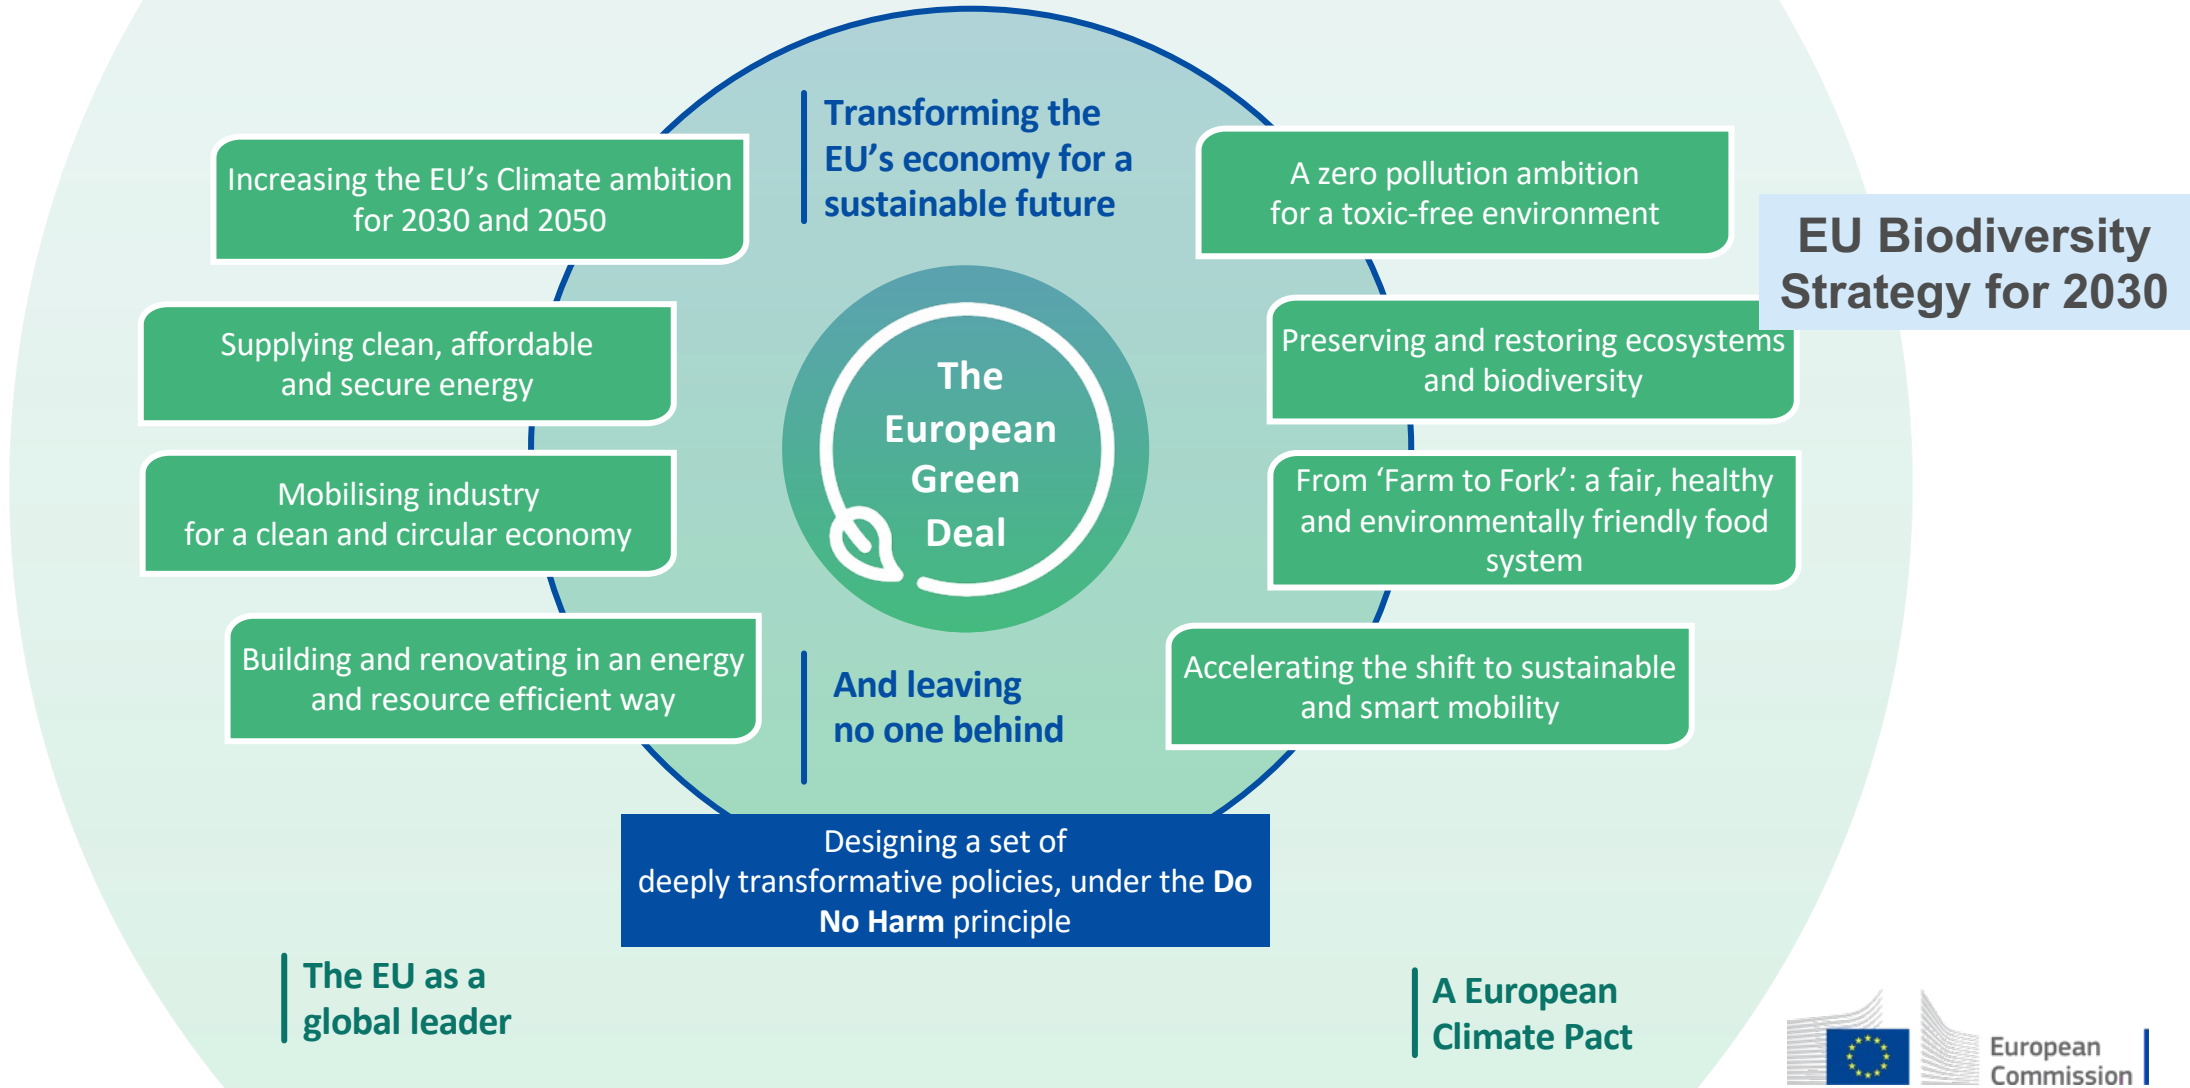 Transforming the
EU’s economy for a
sustainable future
Increasing the EU’s Climate ambition
for 2030 and 2050
Supplying clean, affordable
and secure energy
Mobilising industry
for a clean and circular economy
Building and renovating in an energy
and resource efficient way
The
European
Green
Deal
A zero pollution ambition
for a toxic-free environment
EU Biodiversity
Strategy for 2030
Preserving and restoring ecosystems
and biodiversity
From ‘Farm to Fork’: a fair, healthy
and environmentally friendly food
system
Accelerating the shift to sustainable
and smart mobility
And leaving
no one behind
Designing a set of
deeply transformative policies, under the Do
No Harm principle
The EU as a
global leader
A European
Climate Pact
European
Commission